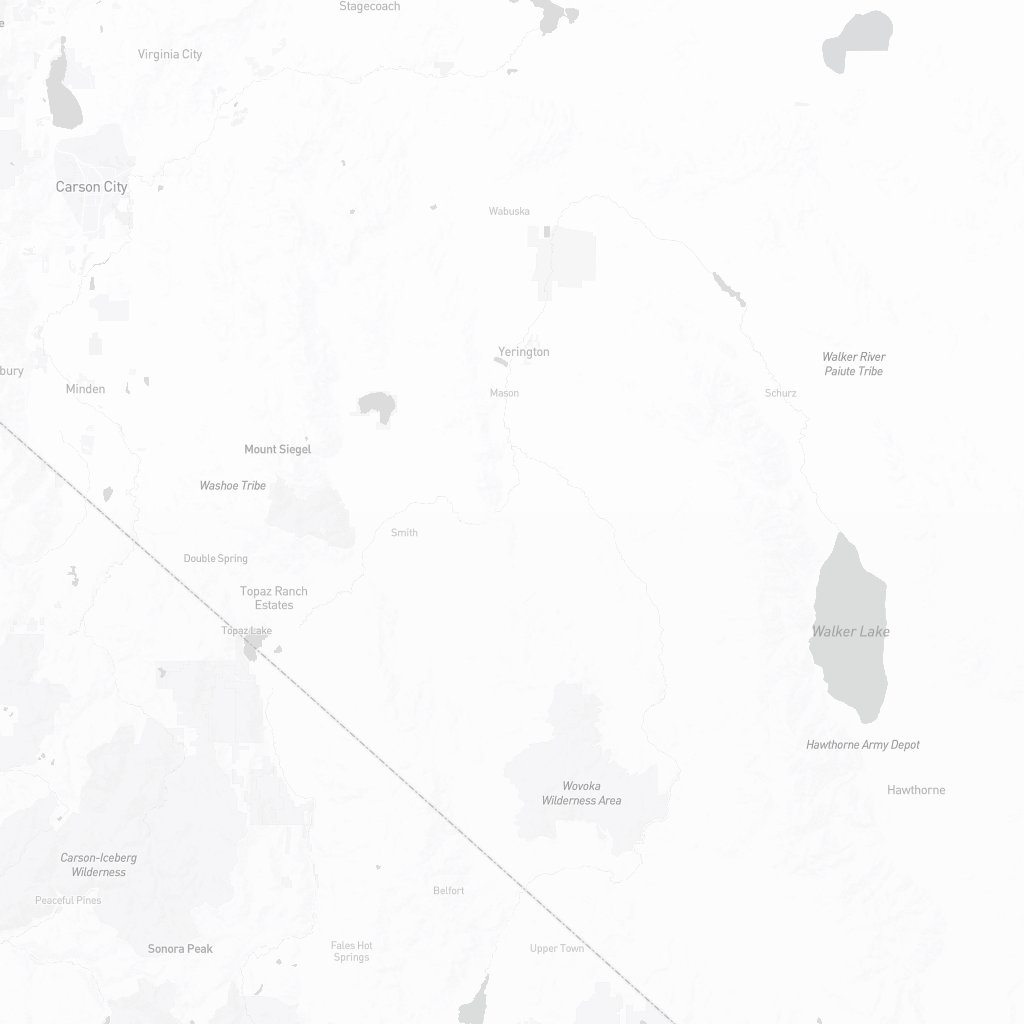 Stagecoach
Virginia City
Carson City
Wabuska
Yerington
Walker River
Paiute Tribe
bury
Minden
Mason
Schurz
Mount Siegel
Washoe Tribe
Smith
Double Spring
Topaz Ranch
Estates
Topaz Lake
Walker Lake
Hawthorne Army Depot
Wovoka
Wilderness Area
Hawthorne
Carson-Iceberg
Wilderness
Peaceful Pines
Belfort
Sonora Peak
Fales Hot
Springs
Upper Town